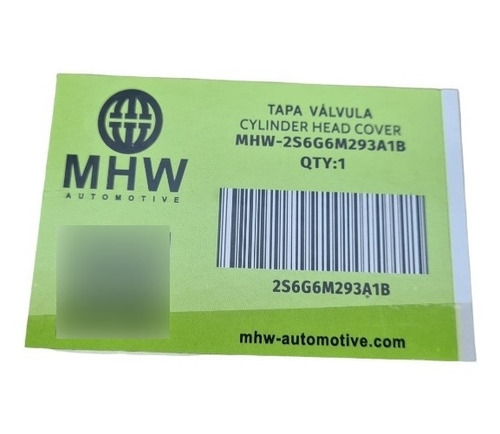 MHW
AUTOMOTIVE
TAPA VÁLVULA
CYLINDER HEAD COVER
MHW-2S6G6M293A1B
QTY:1
2S6G6M293A1B
mhw-automotive.com